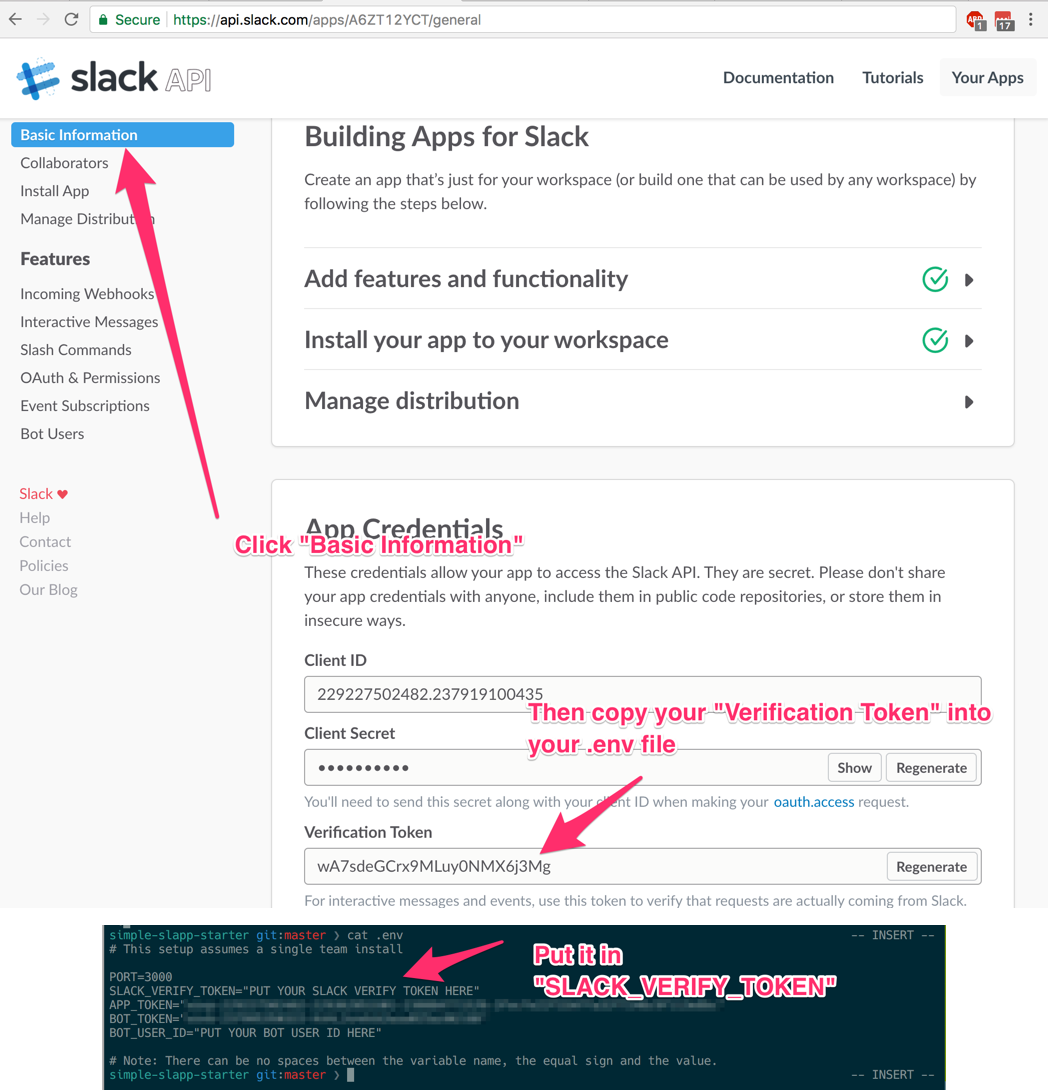 Secure https://api.slack.com/apps/A6ZT12YCT/general
ABP 1 17
slack API
Documentation Tutorials Your Apps
Basic Information
Collaborators
Install App
Manage Distribution
Features
Incoming Webhooks
Interactive Messages
Slash Commands
OAuth & Permissions
Event Subscriptions
Bot Users
Slack ♥
Help
Contact
Policies
Our Blog
Building Apps for Slack
Create an app that’s just for your workspace (or build one that can be used by any workspace) by
following the steps below.
Add features and functionality
Install your app to your workspace
Manage distribution
App Credentials
Click "Basic Information"
These credentials allow your app to access the Slack API. They are secret. Please don't share
your app credentials with anyone, include them in public code repositories, or store them in
insecure ways.
Client ID
229227502482.237919100435
Then copy your "Verification Token" into
your .env file
Client Secret
●●●●●●●●●● Show Regenerate
You'll need to send this secret along with your client ID when making your oauth.access request.
Verification Token
wA7sdeGCrx9MLuy0NMX6j3Mg Regenerate
For interactive messages and events, use this token to verify that requests are actually coming from Slack.
simple-slapp-starter git:master ❯ cat .env -- INSERT --
# This setup assumes a single team install
Put it in
"SLACK_VERIFY_TOKEN"
PORT=3000
SLACK_VERIFY_TOKEN="PUT YOUR SLACK VERIFY TOKEN HERE"
APP_TOKEN="
BOT_TOKEN="
BOT_USER_ID="PUT YOUR BOT USER ID HERE"
# Note: There can be no spaces between the variable name, the equal sign and the value.
simple-slapp-starter git:master ❯ -- INSERT --